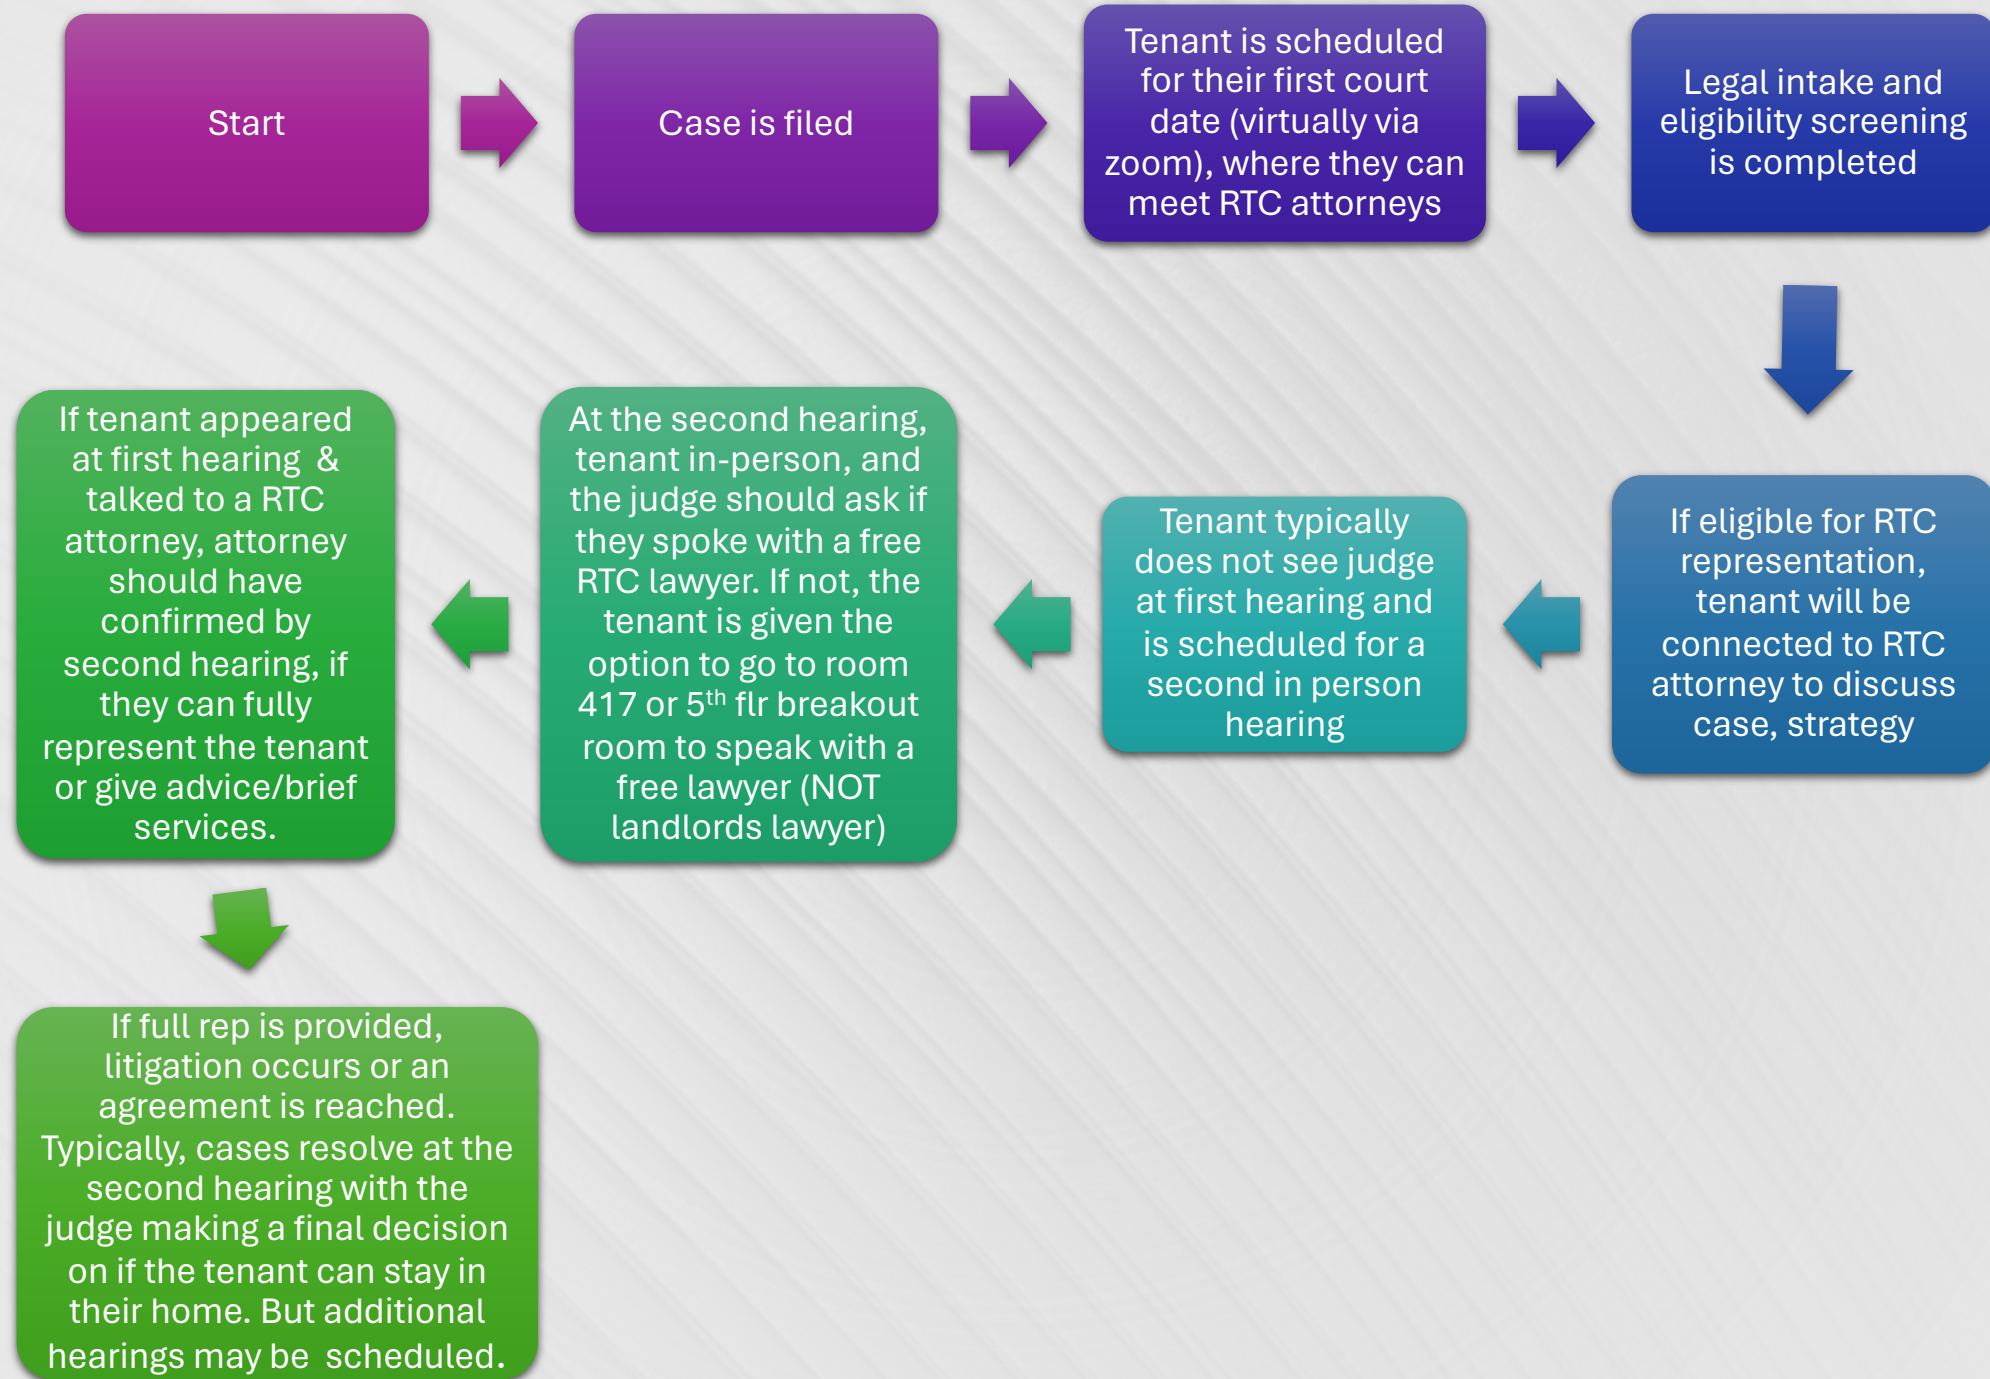 Start
Case is filed
Tenant is scheduled
for their first court
date (virtually via
zoom), where they can
meet RTC attorneys
Legal intake and
eligibility screening
is completed
If eligible for RTC
representation,
tenant will be
connected to RTC
attorney to discuss
case, strategy
Tenant typically
does not see judge
at first hearing and
is scheduled for a
second in person
hearing
At the second hearing,
tenant in-person, and
the judge should ask if
they spoke with a free
RTC lawyer. If not, the
tenant is given the
option to go to room
417 or 5th flr breakout
room to speak with a
free lawyer (NOT
landlords lawyer)
If tenant appeared
at first hearing & 
talked to a RTC
attorney, attorney
should have
confirmed by
second hearing, if
they can fully
represent the tenant
or give advice/brief
services.
If full rep is provided,
litigation occurs or an
agreement is reached.
Typically, cases resolve at the
second hearing with the
judge making a final decision
on if the tenant can stay in
their home. But additional
hearings may be scheduled.